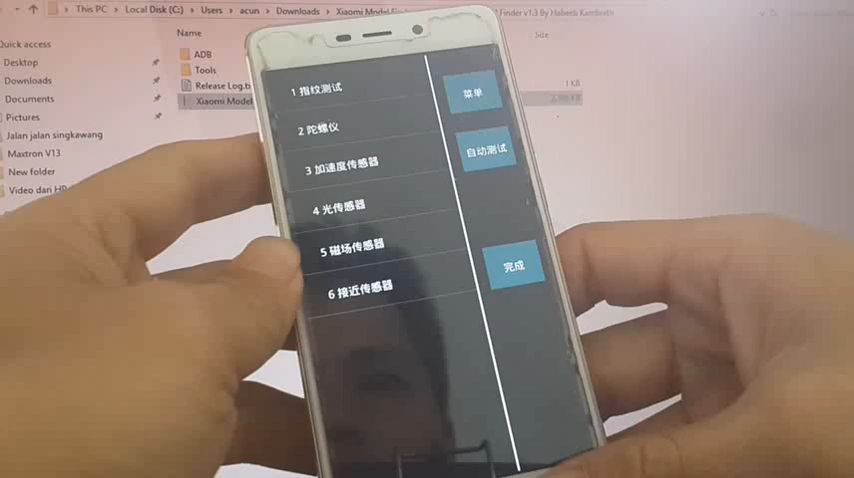 This PC > Local Disk (C:) > Users > acun > Downloads >
Finder v1.3 By Habeeb
Name
Size
Quick access
Desktop
Downloads
Documents
Pictures
Jalan jalan singkawang
Maxtron V13
New folder
Video dari HP
ADB
Tools
Release Log.
Xiaomi Model
1 KB
1 指纹测试
2 陀螺仪
3 加速度传感器
4 光传感器
5 磁场传感器
6 接近传感器
菜单
自动测试
完成